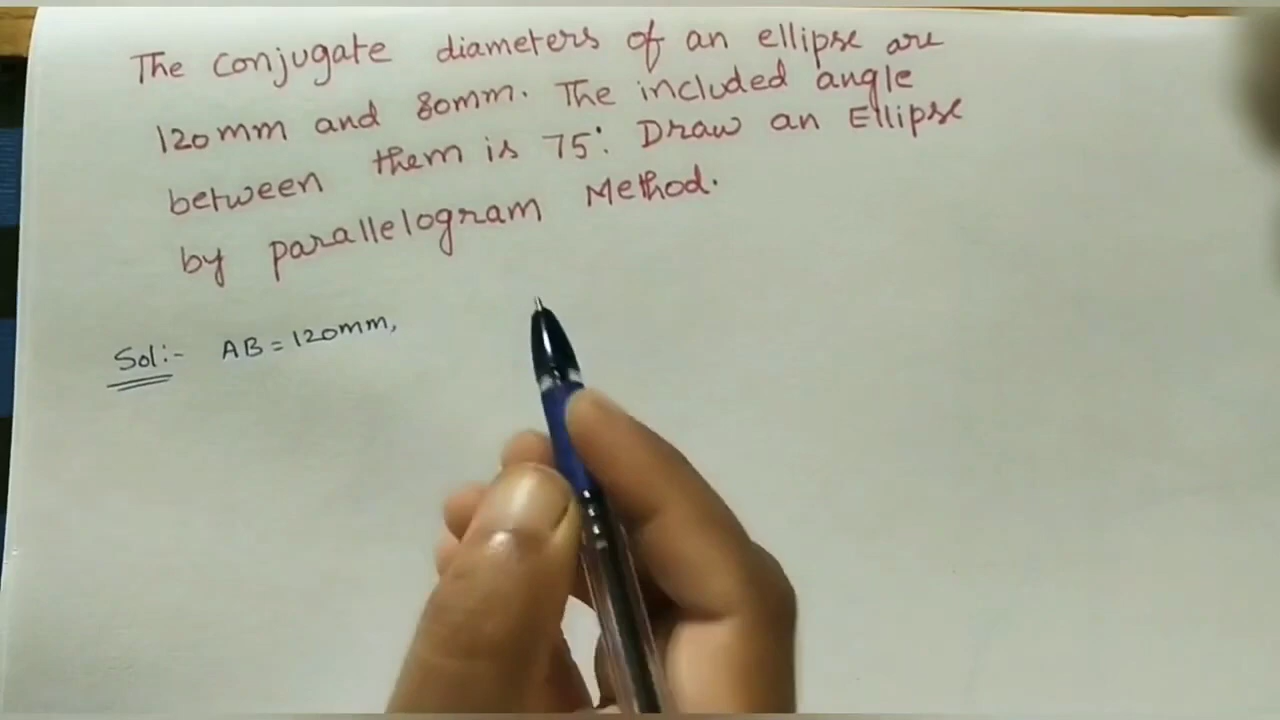 The conjugate diameters of an ellipse are
120mm and 80mm. The included angle
between them is 75°. Draw an Ellipse
by parallelogram Method.
Sol:- AB = 120mm,